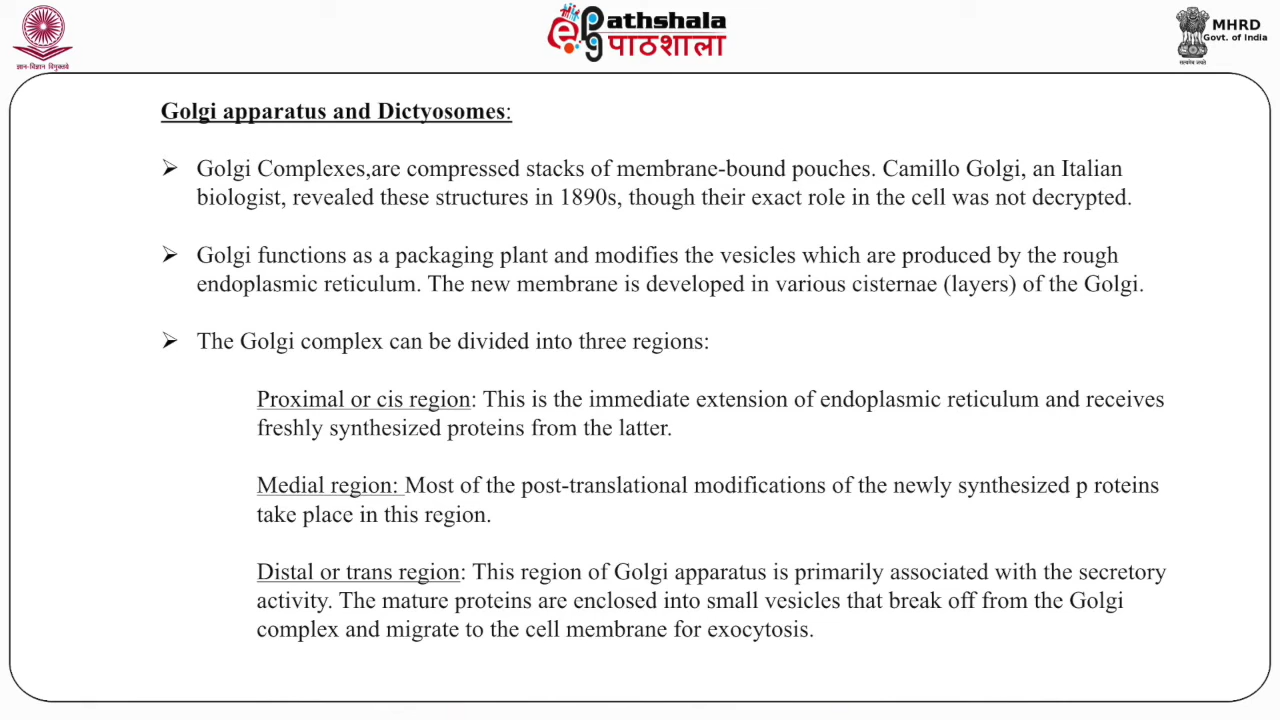 ePathshala
पाठशाला
MHRD
Govt. of India
सत्यमेव जयते
ज्ञान-विज्ञान विमुक्तये
Golgi apparatus and Dictyosomes:
➢ Golgi Complexes,are compressed stacks of membrane-bound pouches. Camillo Golgi, an Italian
biologist, revealed these structures in 1890s, though their exact role in the cell was not decrypted.
➢ Golgi functions as a packaging plant and modifies the vesicles which are produced by the rough
endoplasmic reticulum. The new membrane is developed in various cisternae (layers) of the Golgi.
➢ The Golgi complex can be divided into three regions:
Proximal or cis region: This is the immediate extension of endoplasmic reticulum and receives
freshly synthesized proteins from the latter.
Medial region: Most of the post-translational modifications of the newly synthesized p roteins
take place in this region.
Distal or trans region: This region of Golgi apparatus is primarily associated with the secretory
activity. The mature proteins are enclosed into small vesicles that break off from the Golgi
complex and migrate to the cell membrane for exocytosis.